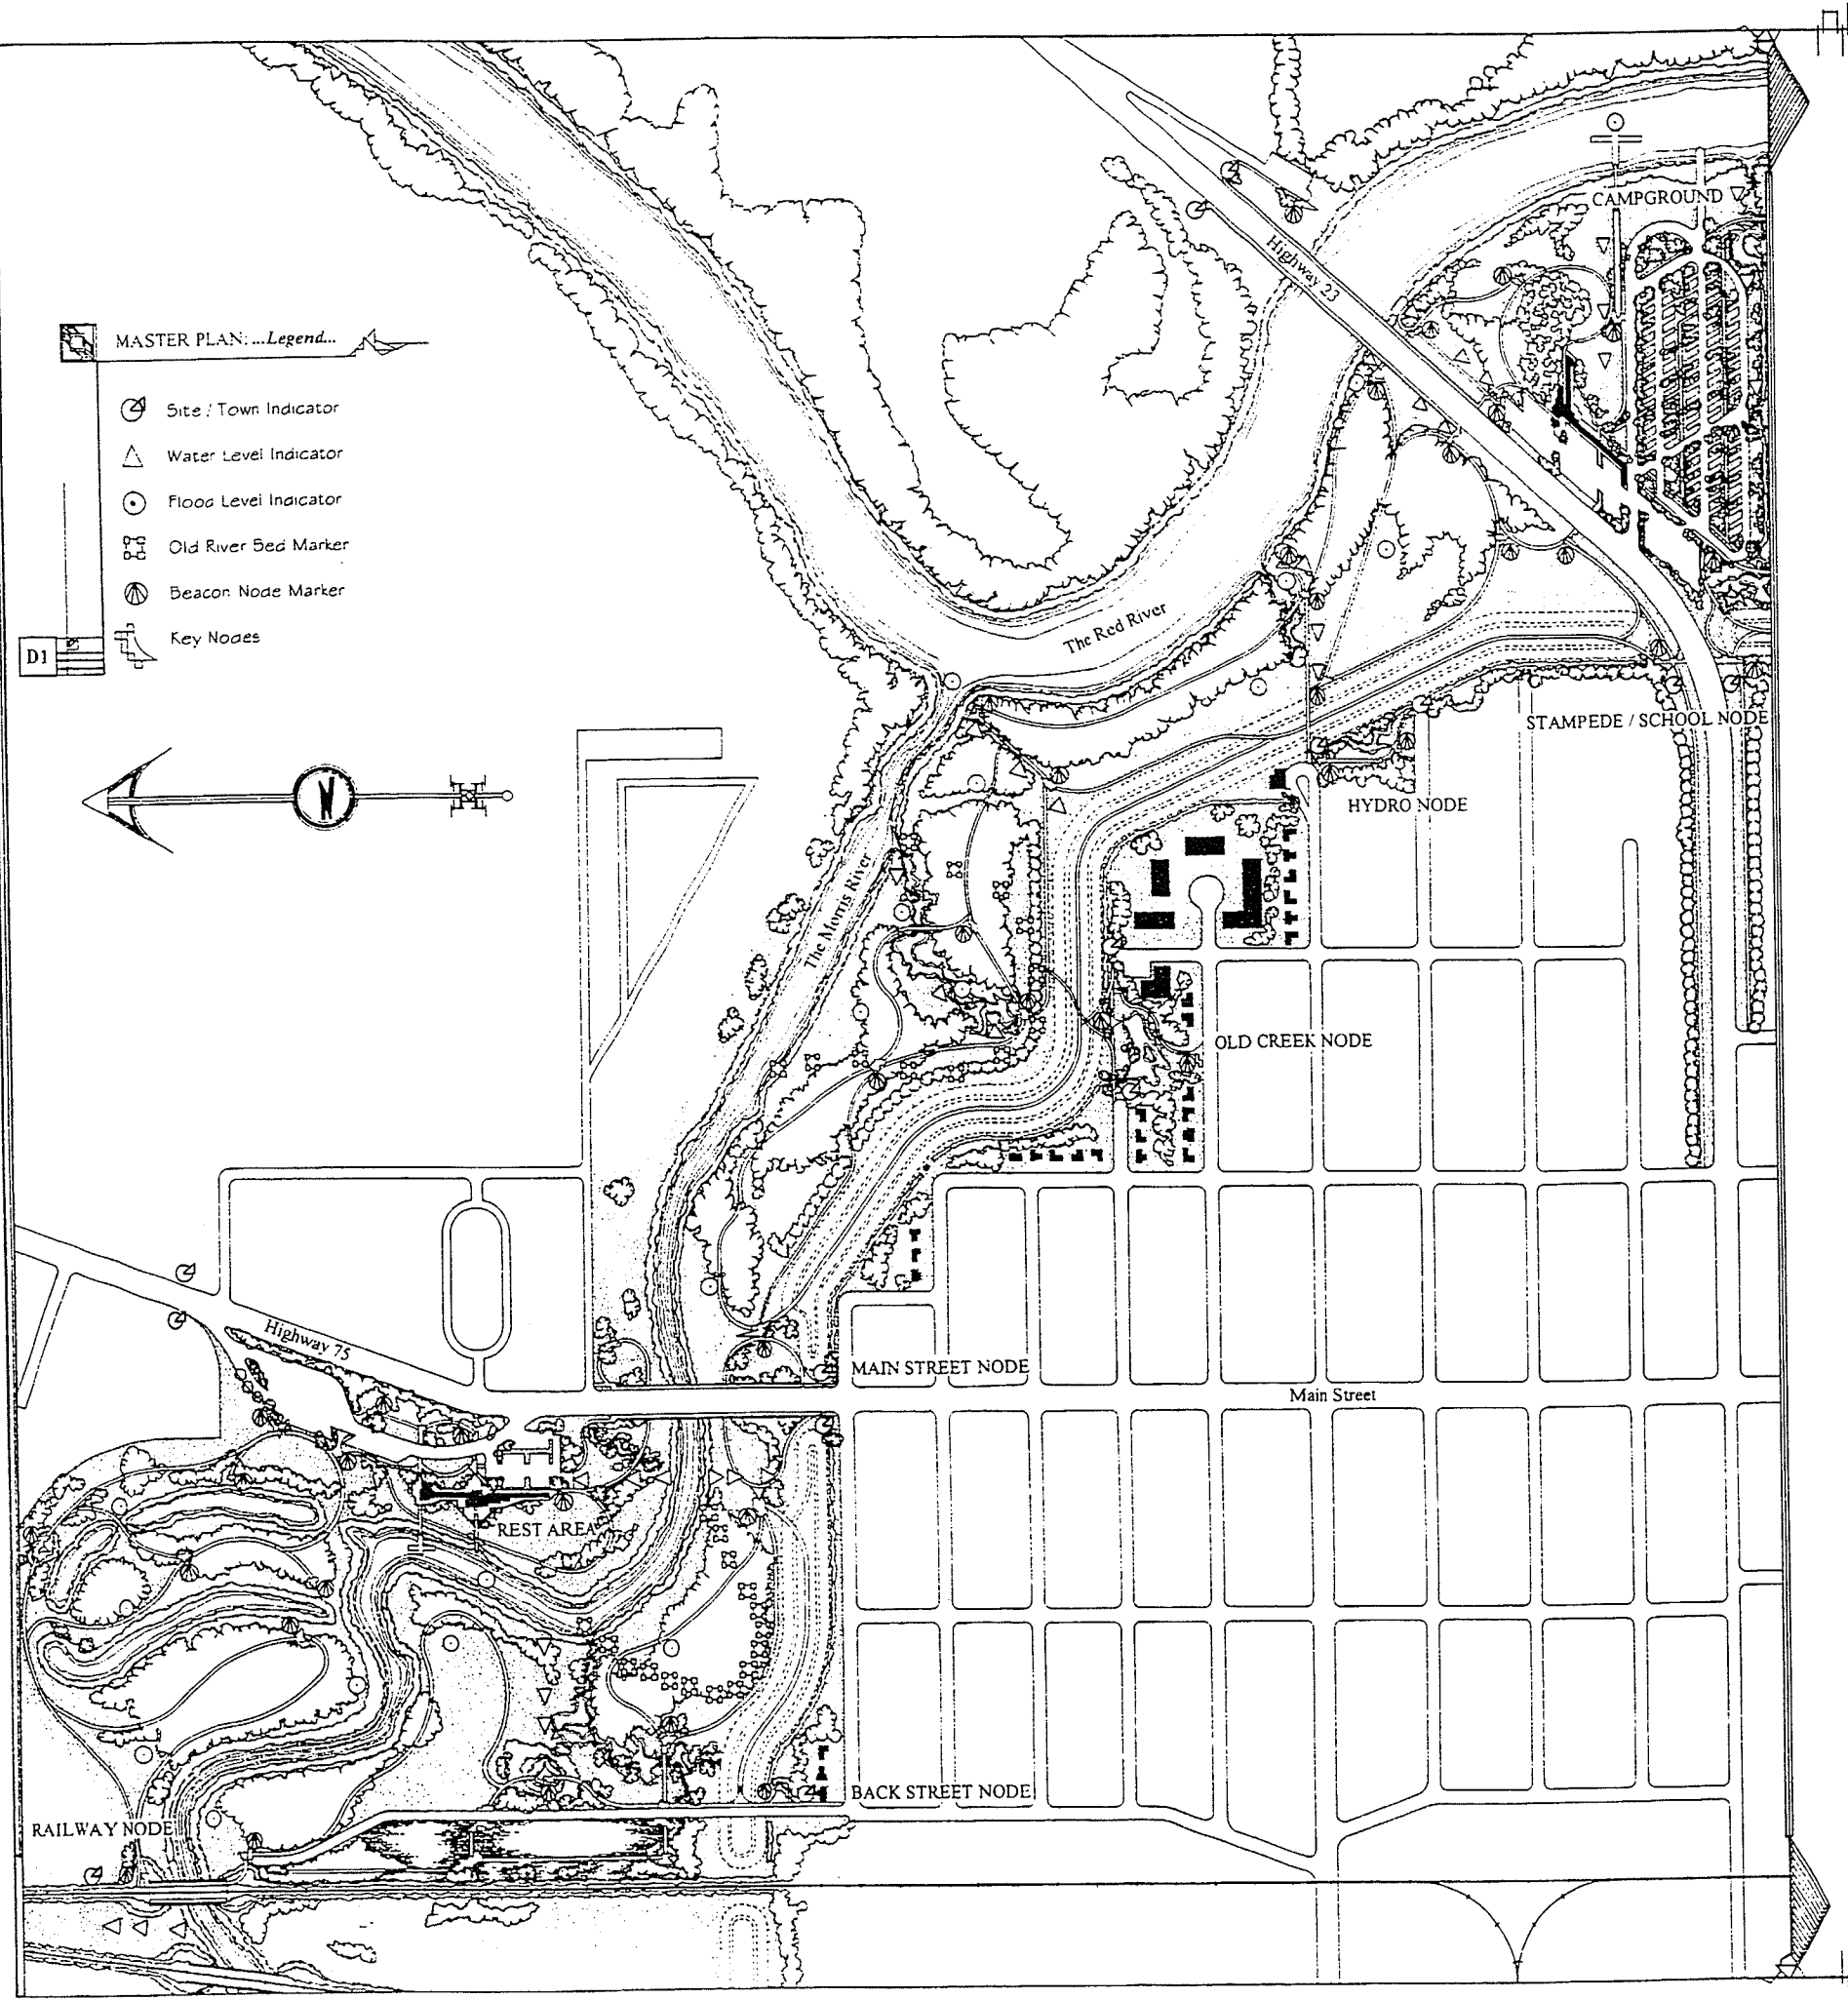 CAMPGROUND
Highway 23
MASTER PLAN: ...Legend...
Site / Town Indicator
Water Level Indicator
Flood Level Indicator
Old River Bed Marker
Beacon Node Marker
Key Nodes
D1
The Red River
STAMPEDE / SCHOOL NODE
N
HYDRO NODE
The Morris River
OLD CREEK NODE
Highway 75
MAIN STREET NODE
Main Street
REST AREA
BACK STREET NODE
RAILWAY NODE